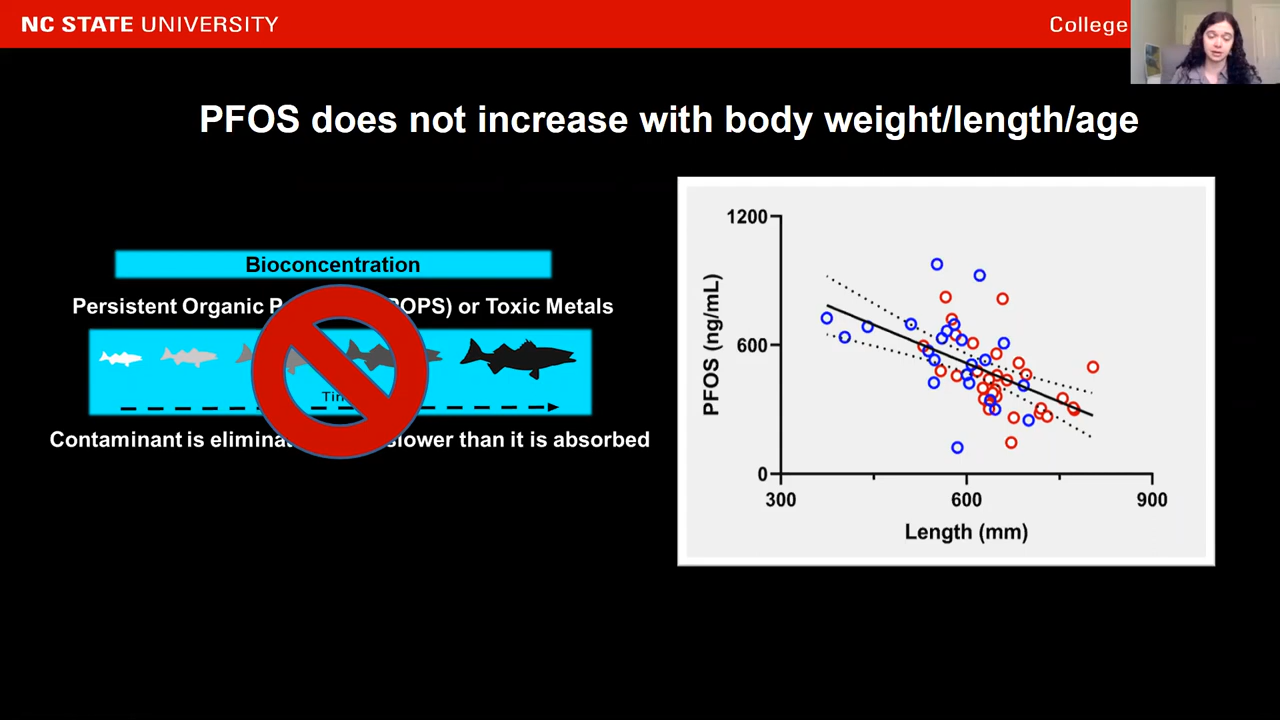 NC STATE UNIVERSITY
College
PFOS does not increase with body weight/length/age
Bioconcentration
Persistent Organic (POPS) or Toxic Metals
Contaminant is slower than it is absorbed
1200
600
0
PFOS (ng/mL)
300 600 900
Length (mm)